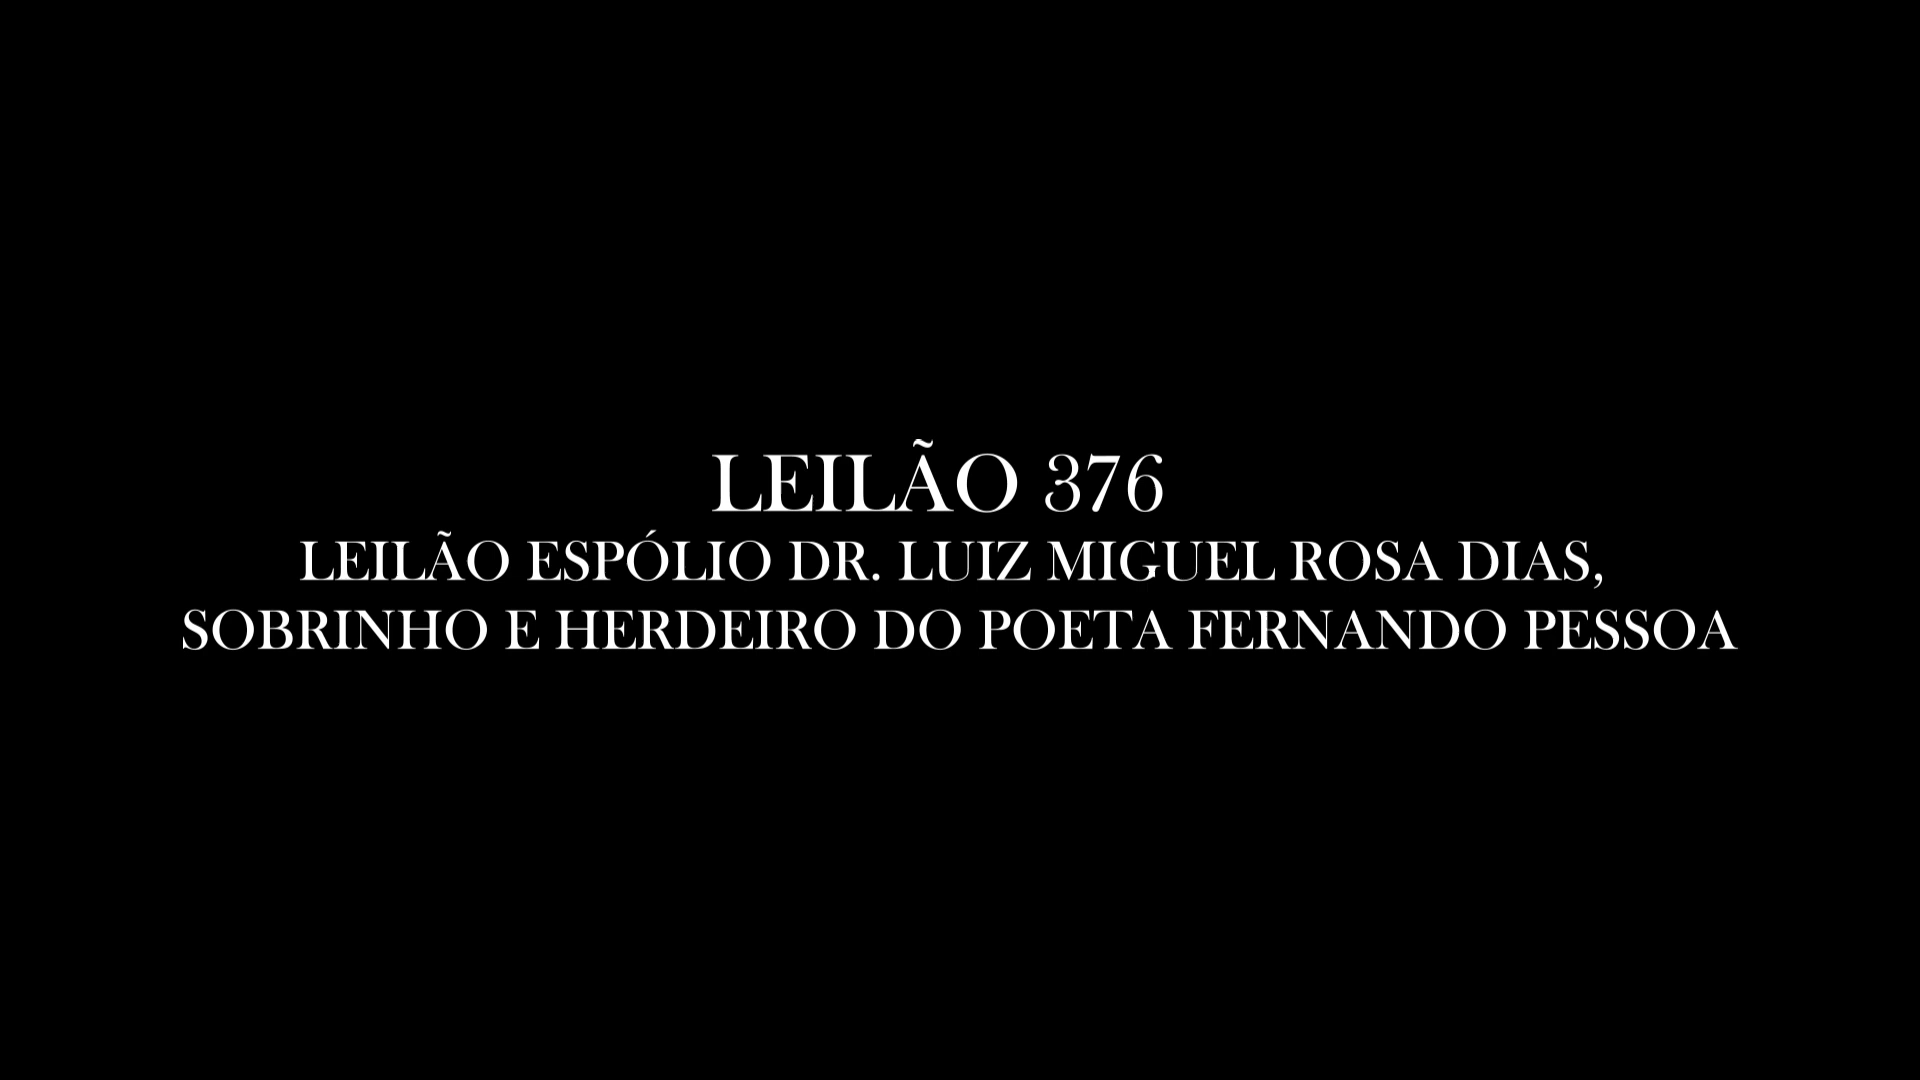 LEILÃO 376
LEILÃO ESPÓLIO DR. LUIZ MIGUEL ROSA DIAS,
SOBRINHO E HERDEIRO DO POETA FERNANDO PESSOA